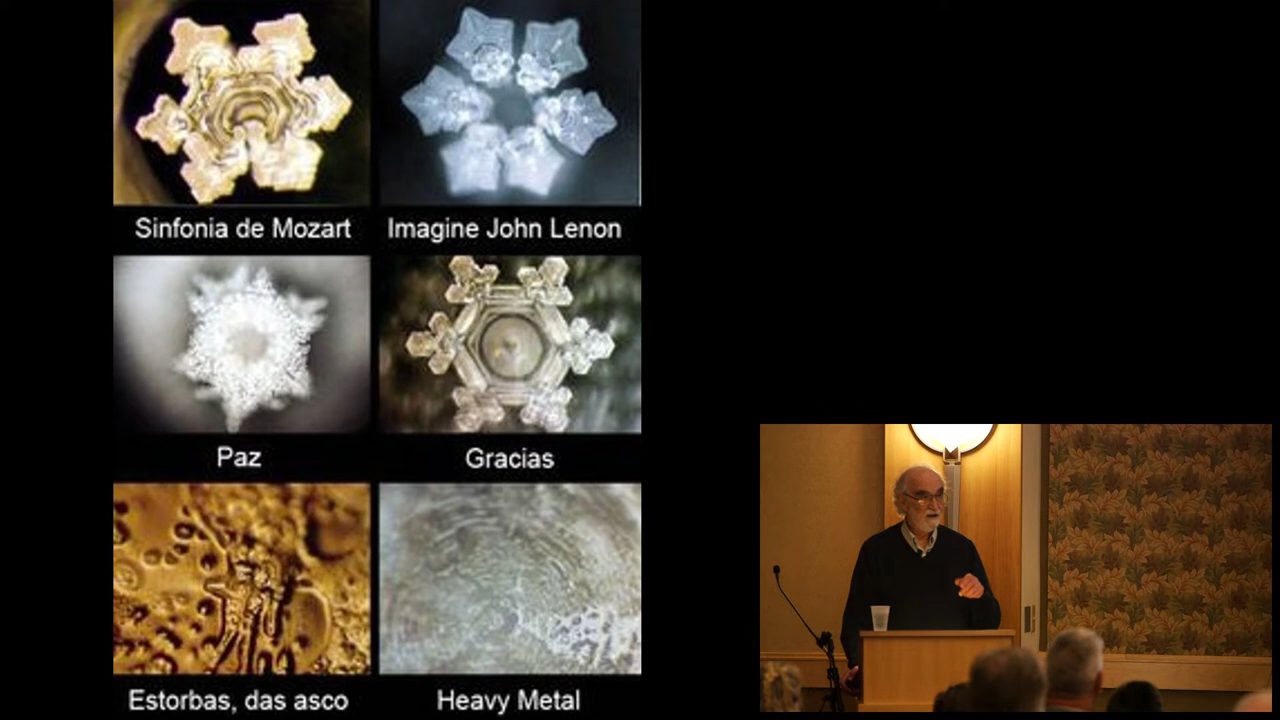 Sinfonia de Mozart
Imagine John Lenon
Paz
Gracias
Estorbas, das asco
Heavy Metal